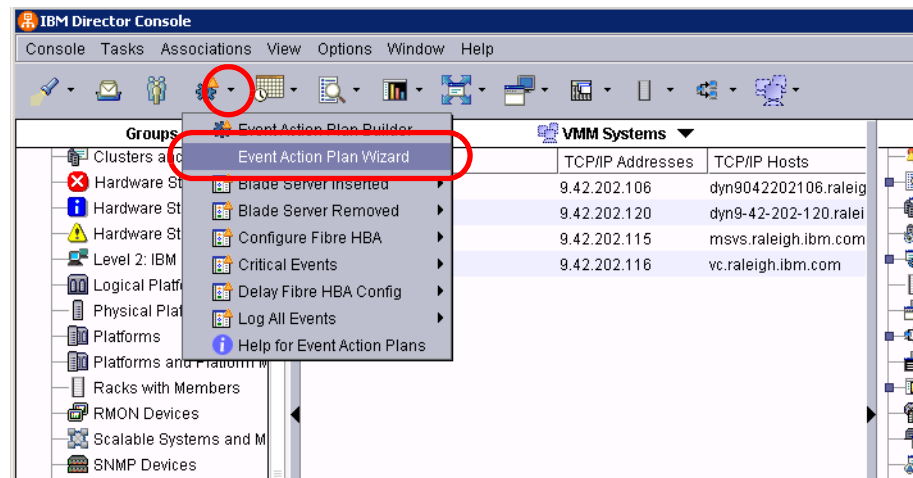 IBM Director Console
Console Tasks Associations View Options Window Help
Groups
VMM Systems
Event Action Plan Builder
Event Action Plan Wizard
Blade Server Inserted
Blade Server Removed
Configure Fibre HBA
Critical Events
Delay Fibre HBA Config
Log All Events
Help for Event Action Plans
Clusters and
Hardware St
Hardware St
Hardware St
Level 2: IBM
Logical Platf
Physical Plat
Platforms
Platforms and Platform M
Racks with Members
RMON Devices
Scalable Systems and M
SNMP Devices
TCP/IP Addresses TCP/IP Hosts
9.42.202.106 dyn9042202106.raleig
9.42.202.120 dyn9-42-202-120.ralei
9.42.202.115 msvs.raleigh.ibm.com
9.42.202.116 vc.raleigh.ibm.com